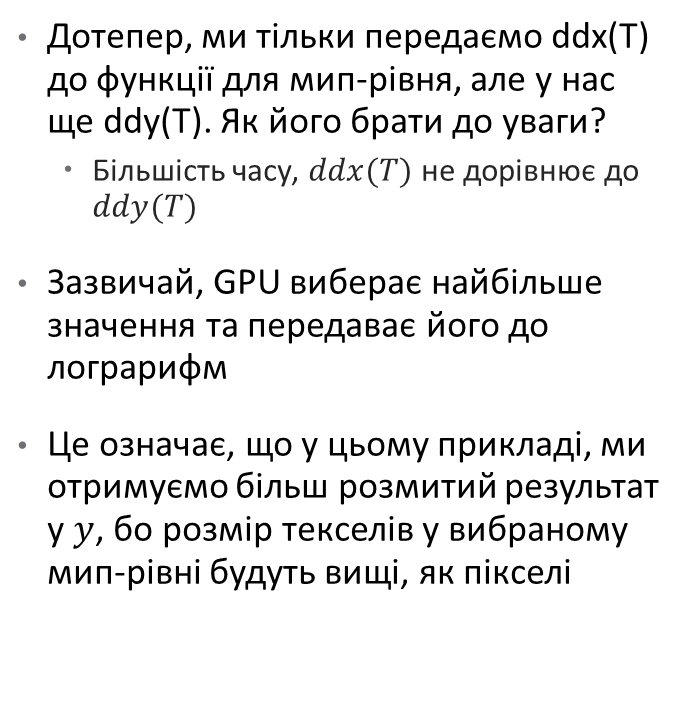 • Дотепер, ми тільки передаємо ddx(T)
до функції для мип-рівня, але у нас
ще ddy(T). Як його брати до уваги?
• Більшість часу, ddx(T) не дорівнює до
ddy(T)
• Зазвичай, GPU виберає найбільше
значення та передаває його до
лограрифм
• Це означає, що у цьому прикладі, ми
отримуємо більш розмитий результат
у y, бо розмір текселів у вибраному
мип-рівні будуть вищі, як пікселі